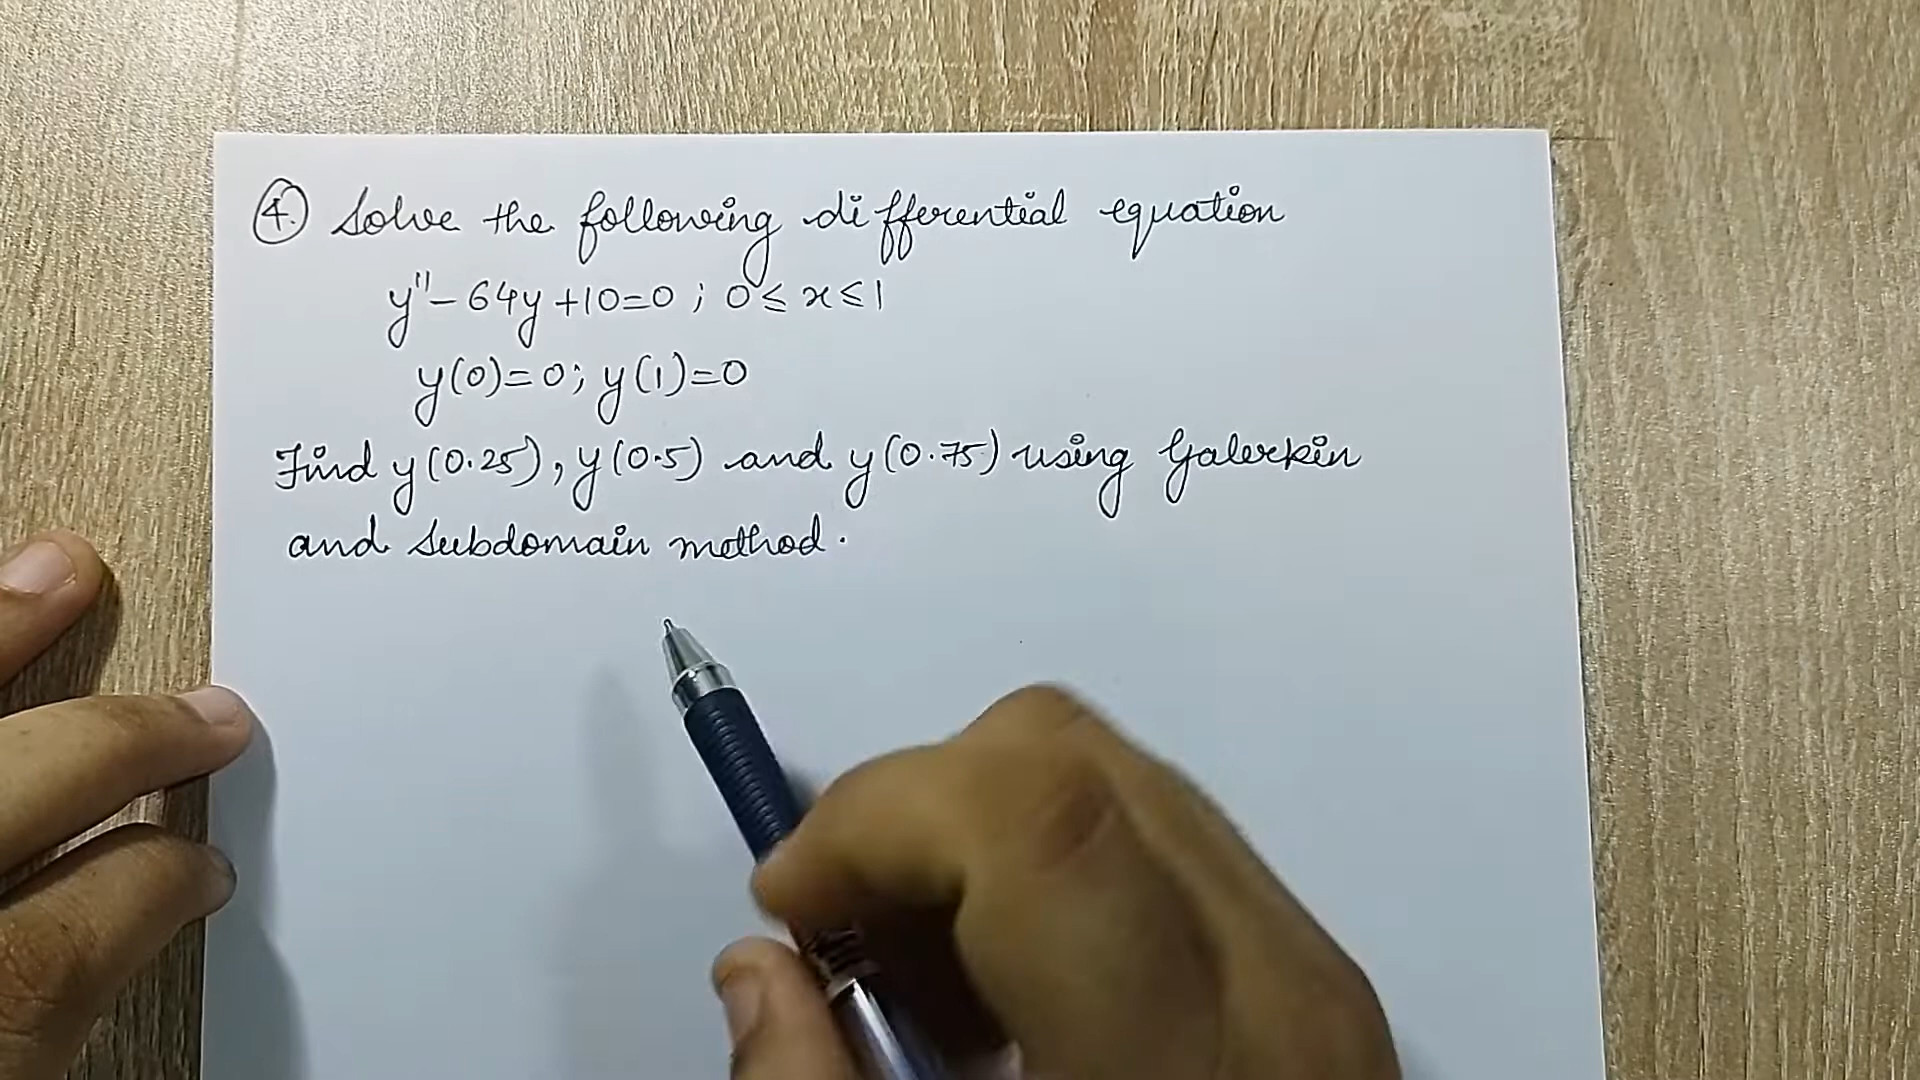 4. Solve the following differential equation
y'' - 64y + 10 = 0 ; 0 ≤ x ≤ 1
y(0) = 0; y(1) = 0
Find y(0.25), y(0.5) and y(0.75) using Galerkin
and Subdomain method.